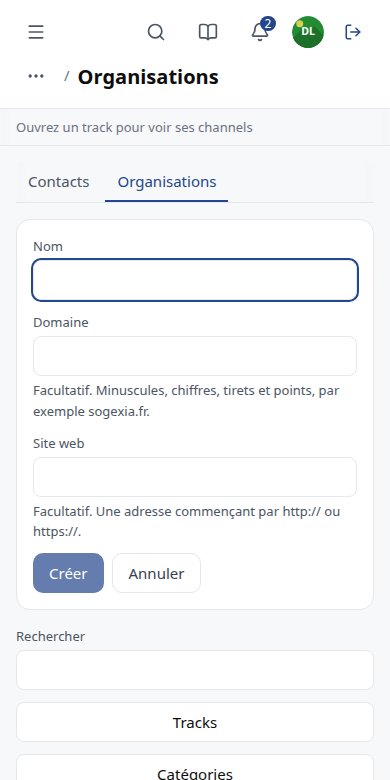 2
DL
... / Organisations
Ouvrez un track pour voir ses channels
Contacts Organisations
Nom
Domaine
Facultatif. Minuscules, chiffres, tirets et points, par
exemple sogexia.fr.
Site web
Facultatif. Une adresse commençant par http:// ou
https://.
Créer Annuler
Rechercher
Tracks
Catégories